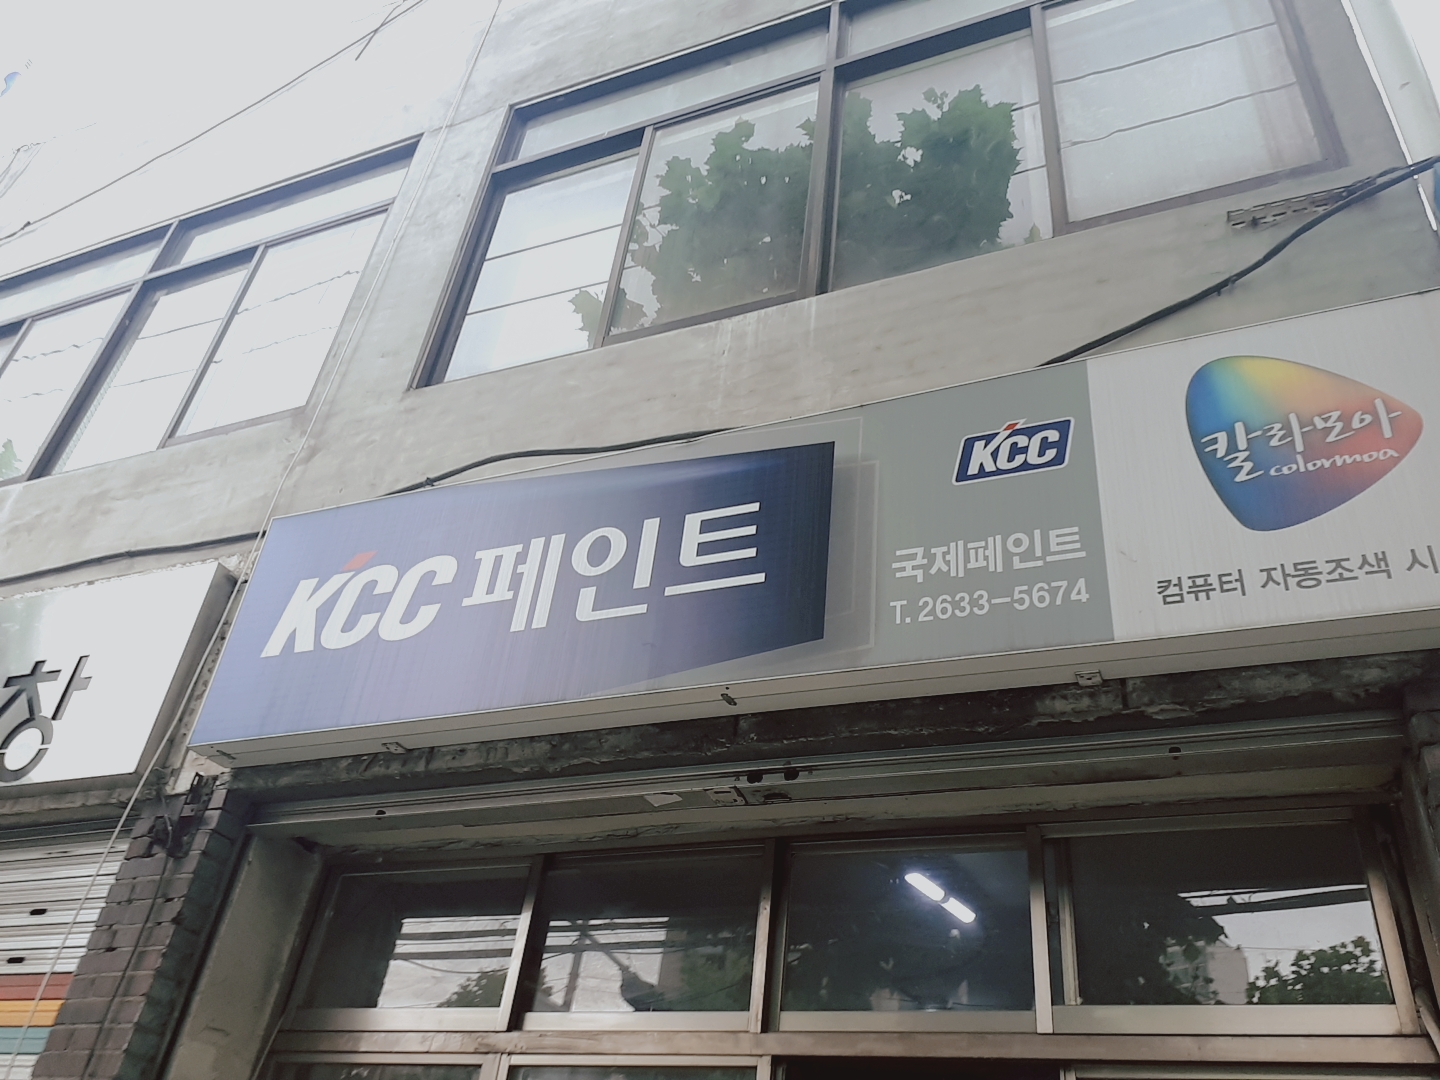 창
KCC 페인트
KCC
국제페인트
T. 2633-5674
칼라모아
colormoa
컴퓨터 자동조색 시